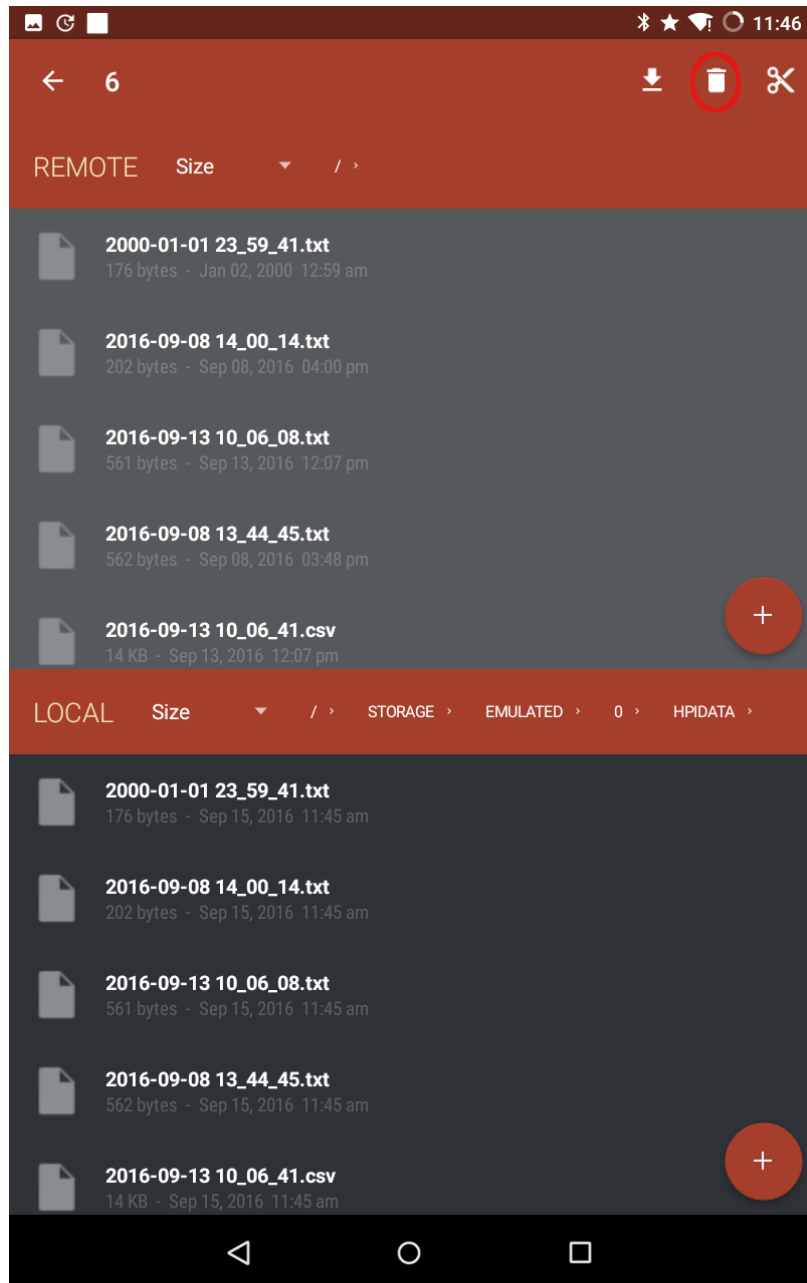 11:46
6
REMOTE Size / ›
2000-01-01 23_59_41.txt
176 bytes - Jan 02, 2000 12:59 am
2016-09-08 14_00_14.txt
202 bytes - Sep 08, 2016 04:00 pm
2016-09-13 10_06_08.txt
561 bytes - Sep 13, 2016 12:07 pm
2016-09-08 13_44_45.txt
562 bytes - Sep 08, 2016 03:48 pm
2016-09-13 10_06_41.csv
14 KB - Sep 13, 2016 12:07 pm
LOCAL Size / › STORAGE › EMULATED › 0 › HPIDATA ›
2000-01-01 23_59_41.txt
176 bytes - Sep 15, 2016 11:45 am
2016-09-08 14_00_14.txt
202 bytes - Sep 15, 2016 11:45 am
2016-09-13 10_06_08.txt
561 bytes - Sep 15, 2016 11:45 am
2016-09-08 13_44_45.txt
562 bytes - Sep 15, 2016 11:45 am
2016-09-13 10_06_41.csv
14 KB - Sep 15, 2016 11:45 am